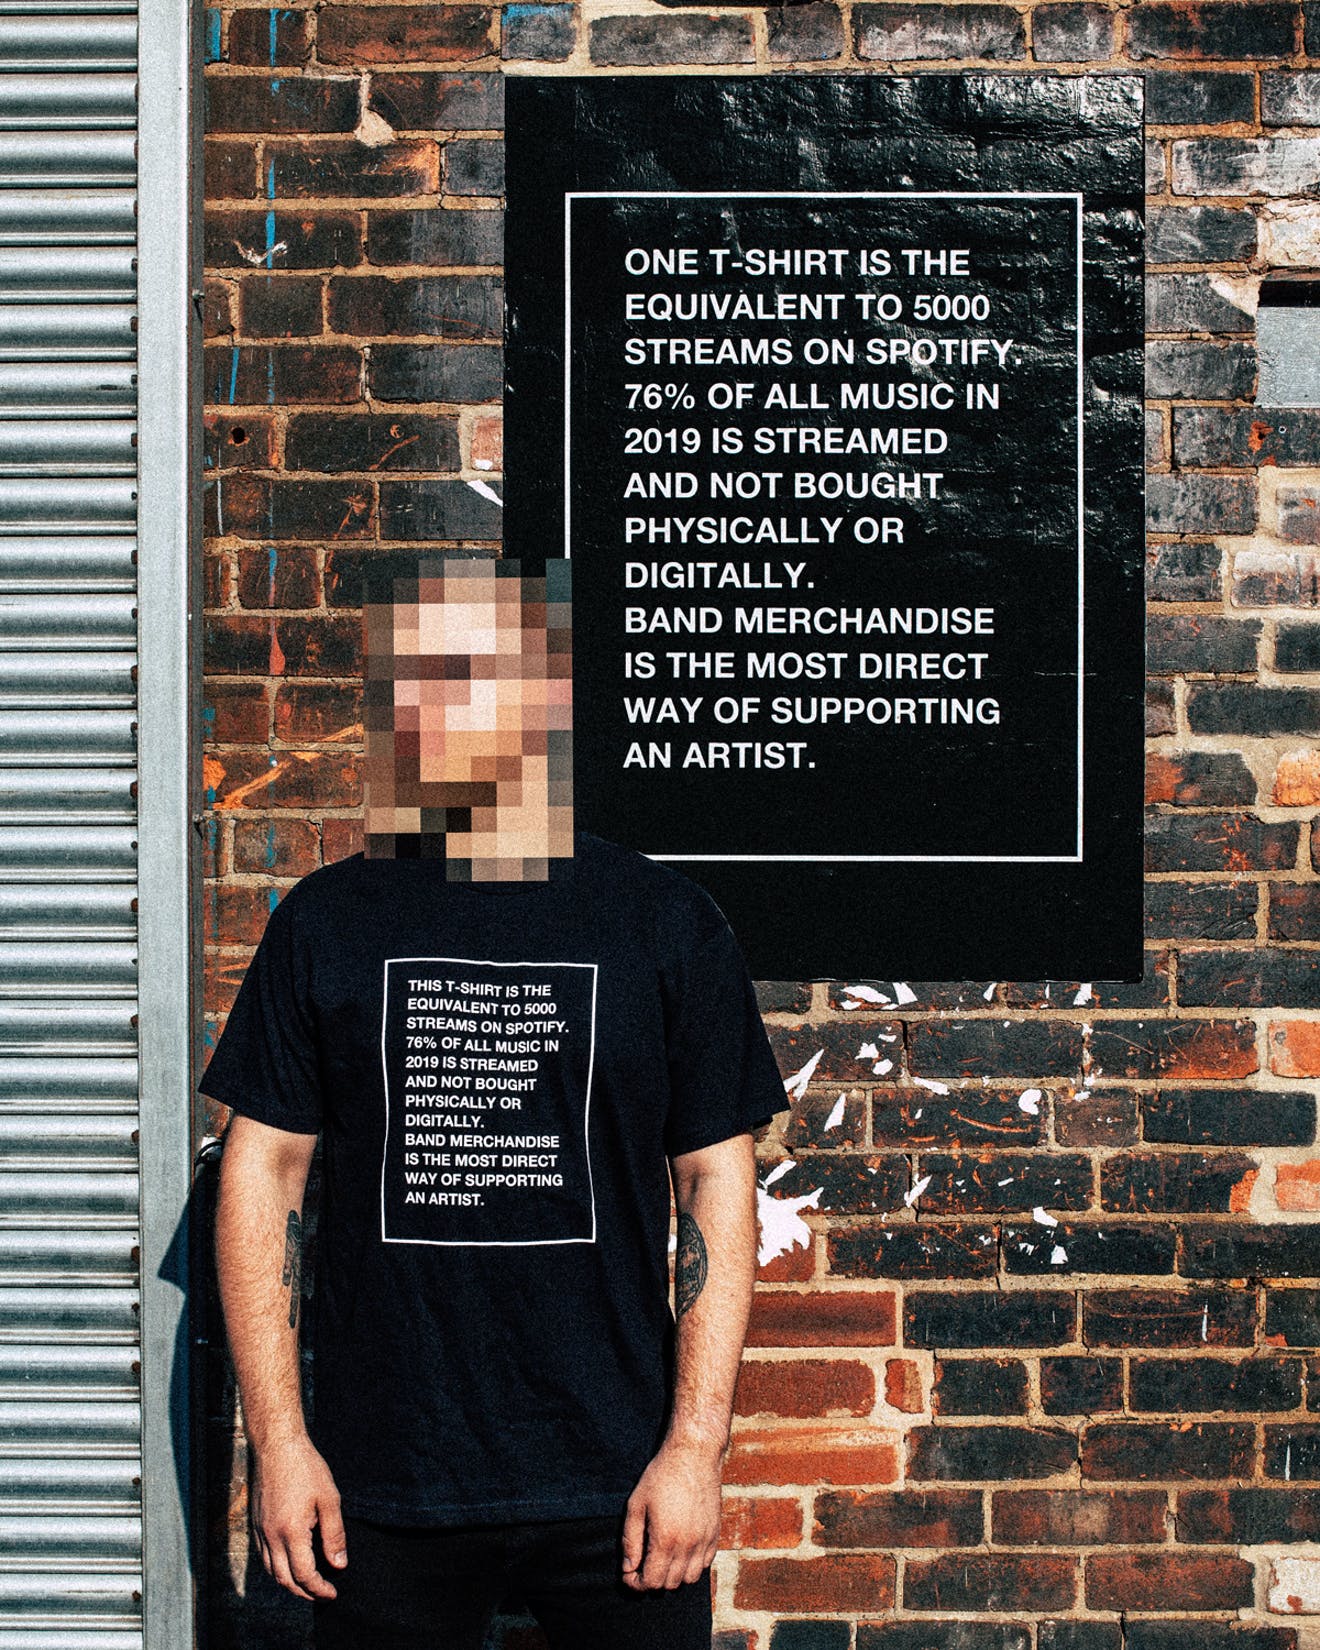 ONE T-SHIRT IS THE
EQUIVALENT TO 5000
STREAMS ON SPOTIFY.
76% OF ALL MUSIC IN
2019 IS STREAMED
AND NOT BOUGHT
PHYSICALLY OR
DIGITALLY.
BAND MERCHANDISE
IS THE MOST DIRECT
WAY OF SUPPORTING
AN ARTIST.
THIS T-SHIRT IS THE
EQUIVALENT TO 5000
STREAMS ON SPOTIFY.
76% OF ALL MUSIC IN
2019 IS STREAMED
AND NOT BOUGHT
PHYSICALLY OR
DIGITALLY.
BAND MERCHANDISE
IS THE MOST DIRECT
WAY OF SUPPORTING
AN ARTIST.